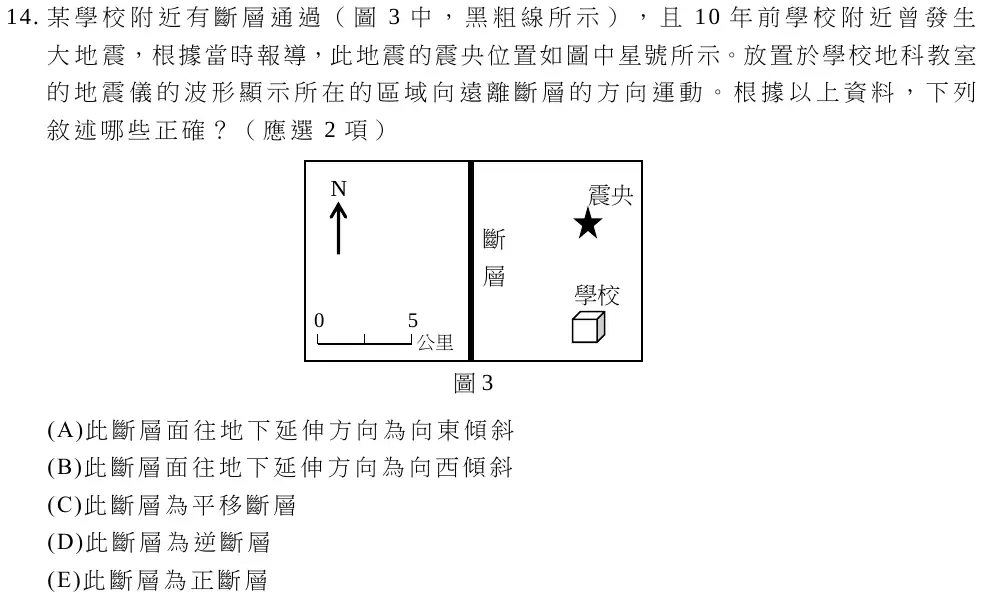 14. 某學校附近有斷層通過（圖 3 中，黑粗線所示），且 10 年前學校附近曾發生
大地震，根據當時報導，此地震的震央位置如圖中星號所示。放置於學校地科教室
的地震儀的波形顯示所在的區域向遠離斷層的方向運動。根據以上資料，下列
敘述哪些正確？（應選 2 項）
N
震央
斷
層
學校
0 5
公里
圖 3
(A)此斷層面往地下延伸方向為向東傾斜
(B)此斷層面往地下延伸方向為向西傾斜
(C)此斷層為平移斷層
(D)此斷層為逆斷層
(E)此斷層為正斷層